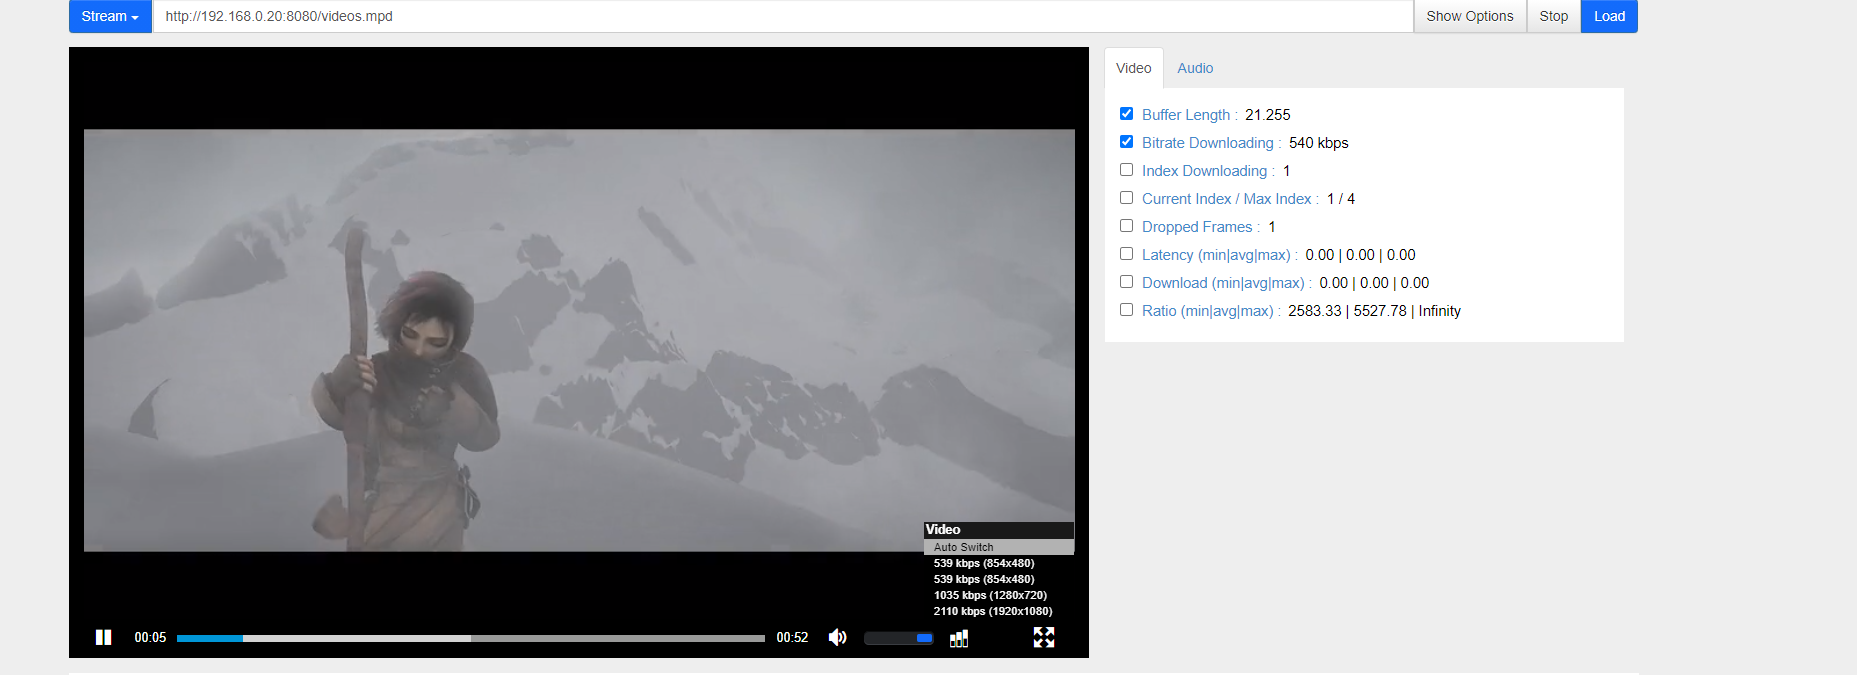 Stream http://192.168.0.20:8080/videos.mpd Show Options Stop Load
Video Audio
Buffer Length : 21.255
Bitrate Downloading : 540 kbps
Index Downloading : 1
Current Index / Max Index : 1 / 4
Dropped Frames : 1
Latency (min|avg|max) : 0.00 | 0.00 | 0.00
Download (min|avg|max) : 0.00 | 0.00 | 0.00
Ratio (min|avg|max) : 2583.33 | 5527.78 | Infinity
Video
Auto Switch
539 kbps (854x480)
539 kbps (854x480)
1035 kbps (1280x720)
2110 kbps (1920x1080)
00:05 00:52